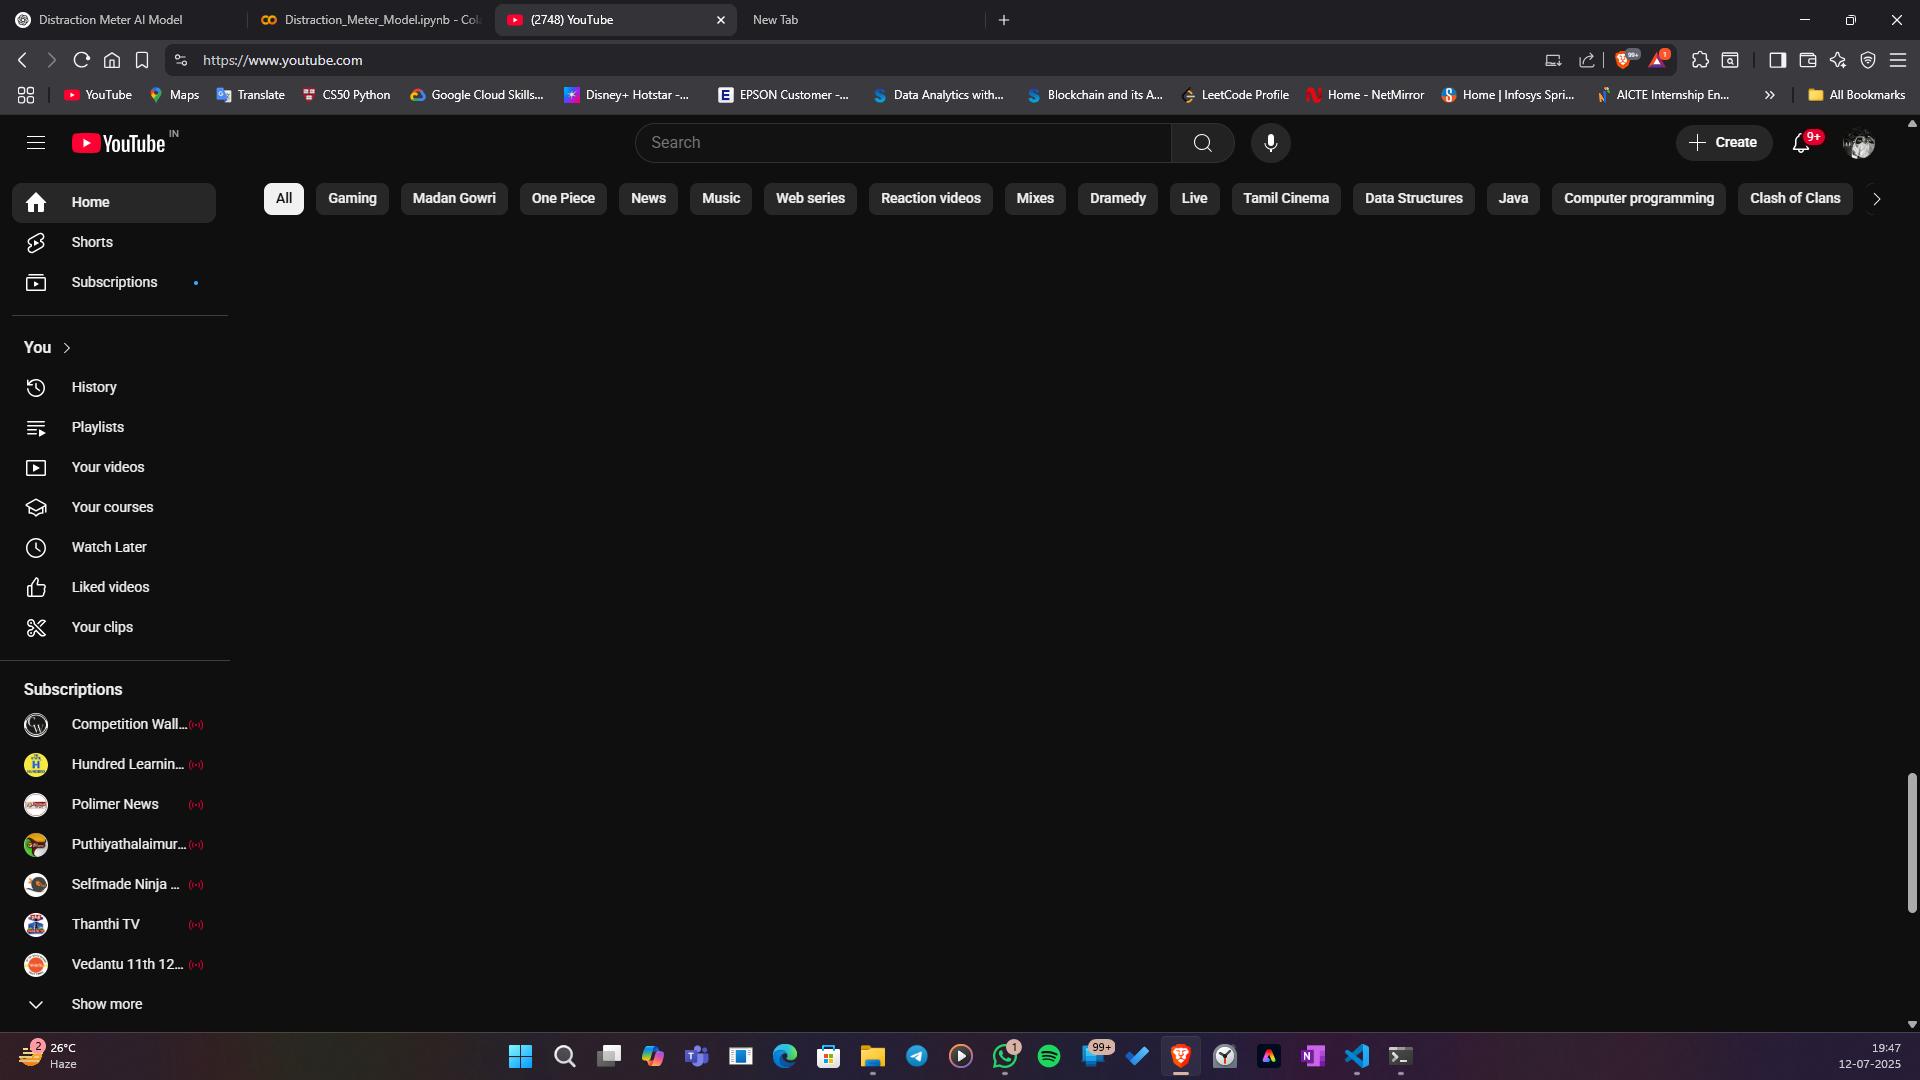 Distraction Meter AI Model
Distraction_Meter_Model.ipynb - Col
(2748) YouTube
New Tab
https://www.youtube.com
99+
1
YouTube
Maps
Translate
CS50 Python
Google Cloud Skills...
Disney+ Hotstar -...
EPSON Customer -...
Data Analytics with...
Blockchain and its A...
LeetCode Profile
Home - NetMirror
Home | Infosys Spri...
AICTE Internship En...
All Bookmarks
YouTube IN
Search
Create
9+
All
Gaming
Madan Gowri
One Piece
News
Music
Web series
Reaction videos
Mixes
Dramedy
Live
Tamil Cinema
Data Structures
Java
Computer programming
Clash of Clans
Home
Shorts
Subscriptions
You
History
Playlists
Your videos
Your courses
Watch Later
Liked videos
Your clips
Subscriptions
Competition Wall...
Hundred Learnin...
Polimer News
Puthiyathalaimur...
Selfmade Ninja ...
Thanthi TV
Vedantu 11th 12...
Show more
2
26°C
Haze
1
99+
19:47
12-07-2025